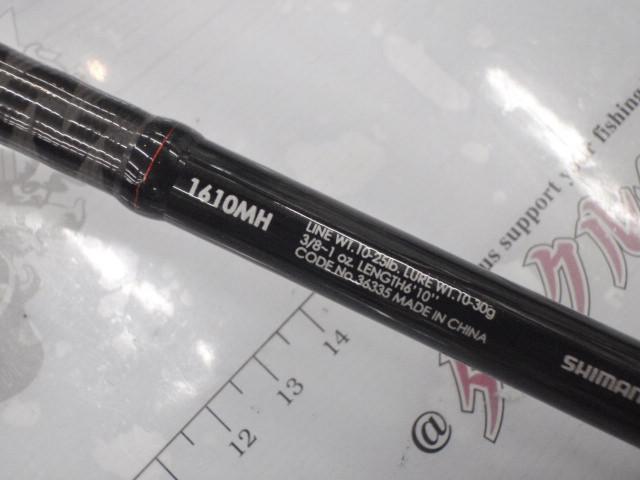 1610MH
LINE WT.10-25lb. LURE WT.10-30g
3/8~1 oz. LENGTH6'10"
CODE No.36335 MADE IN CHINA
SHIMAN
us support your fishing
@
12
13
14